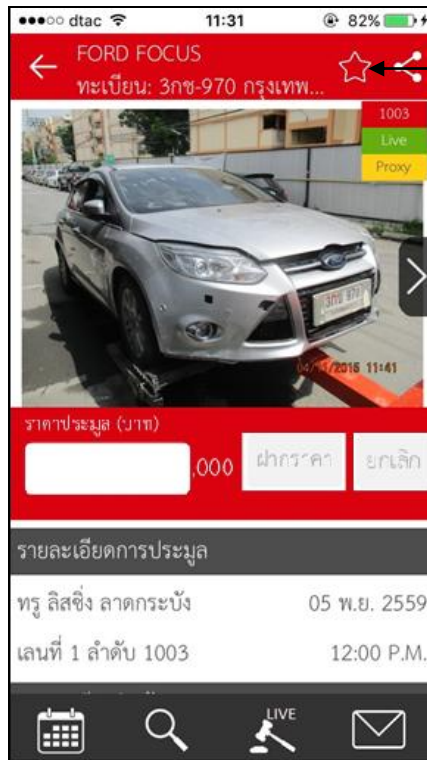 dtac 11:31 82%
FORD FOCUS
ทะเบียน: 3กช-970 กรุงเทพ...
1003
Live
Proxy
04/11/2016 11:41
ราคาประมูล (บาท)
,000 ฝากราคา ยกเลิก
รายละเอียดการประมูล
ทรู ลิสซิ่ง ลาดกระบัง 05 พ.ย. 2559
เลนที่ 1 ลำดับ 1003 12:00 P.M.
LIVE